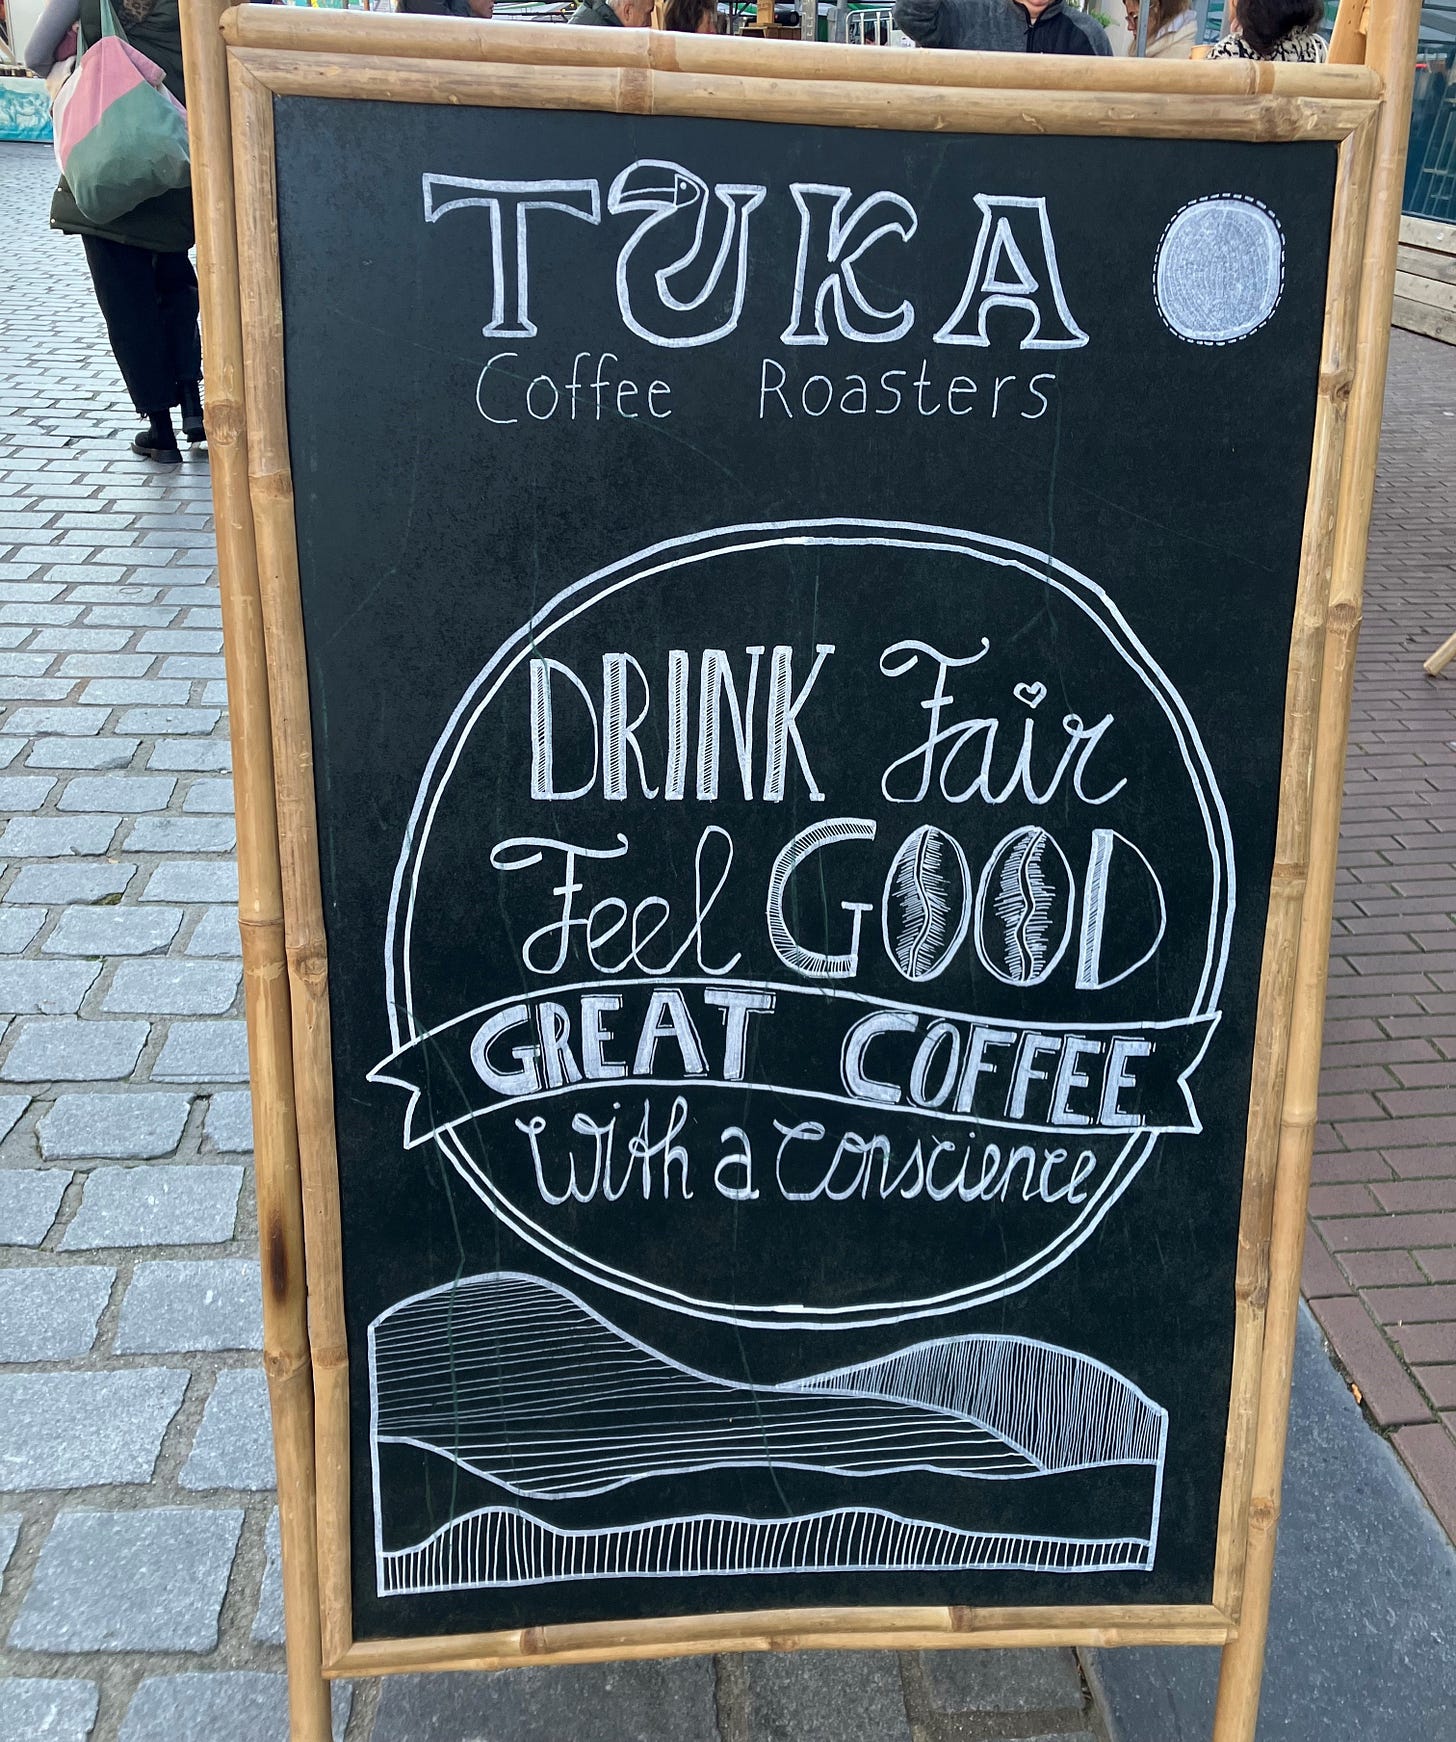 TUKA
Coffee Roasters
DRINK Fair
Feel GOOD
GREAT COFFEE
With a conscience